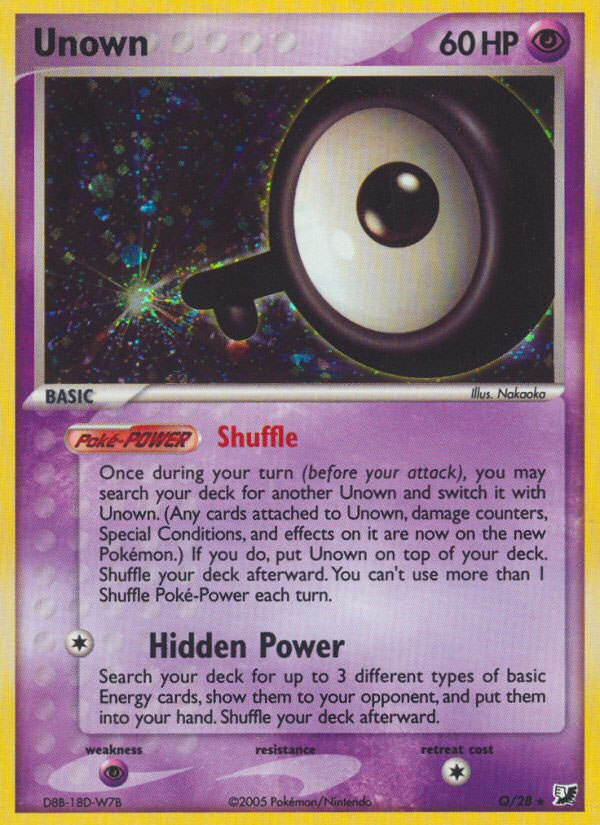 Unown 60 HP
BASIC Illus. Nakaoka
Poké-POWER Shuffle
Once during your turn (before your attack), you may
search your deck for another Unown and switch it with
Unown. (Any cards attached to Unown, damage counters,
Special Conditions, and effects on it are now on the new
Pokémon.) If you do, put Unown on top of your deck.
Shuffle your deck afterward. You can't use more than 1
Shuffle Poké-Power each turn.
Hidden Power
Search your deck for up to 3 different types of basic
Energy cards, show them to your opponent, and put them
into your hand. Shuffle your deck afterward.
weakness resistance retreat cost
D8B-18D-W7B ©2005 Pokémon/Nintendo Q/28 ★